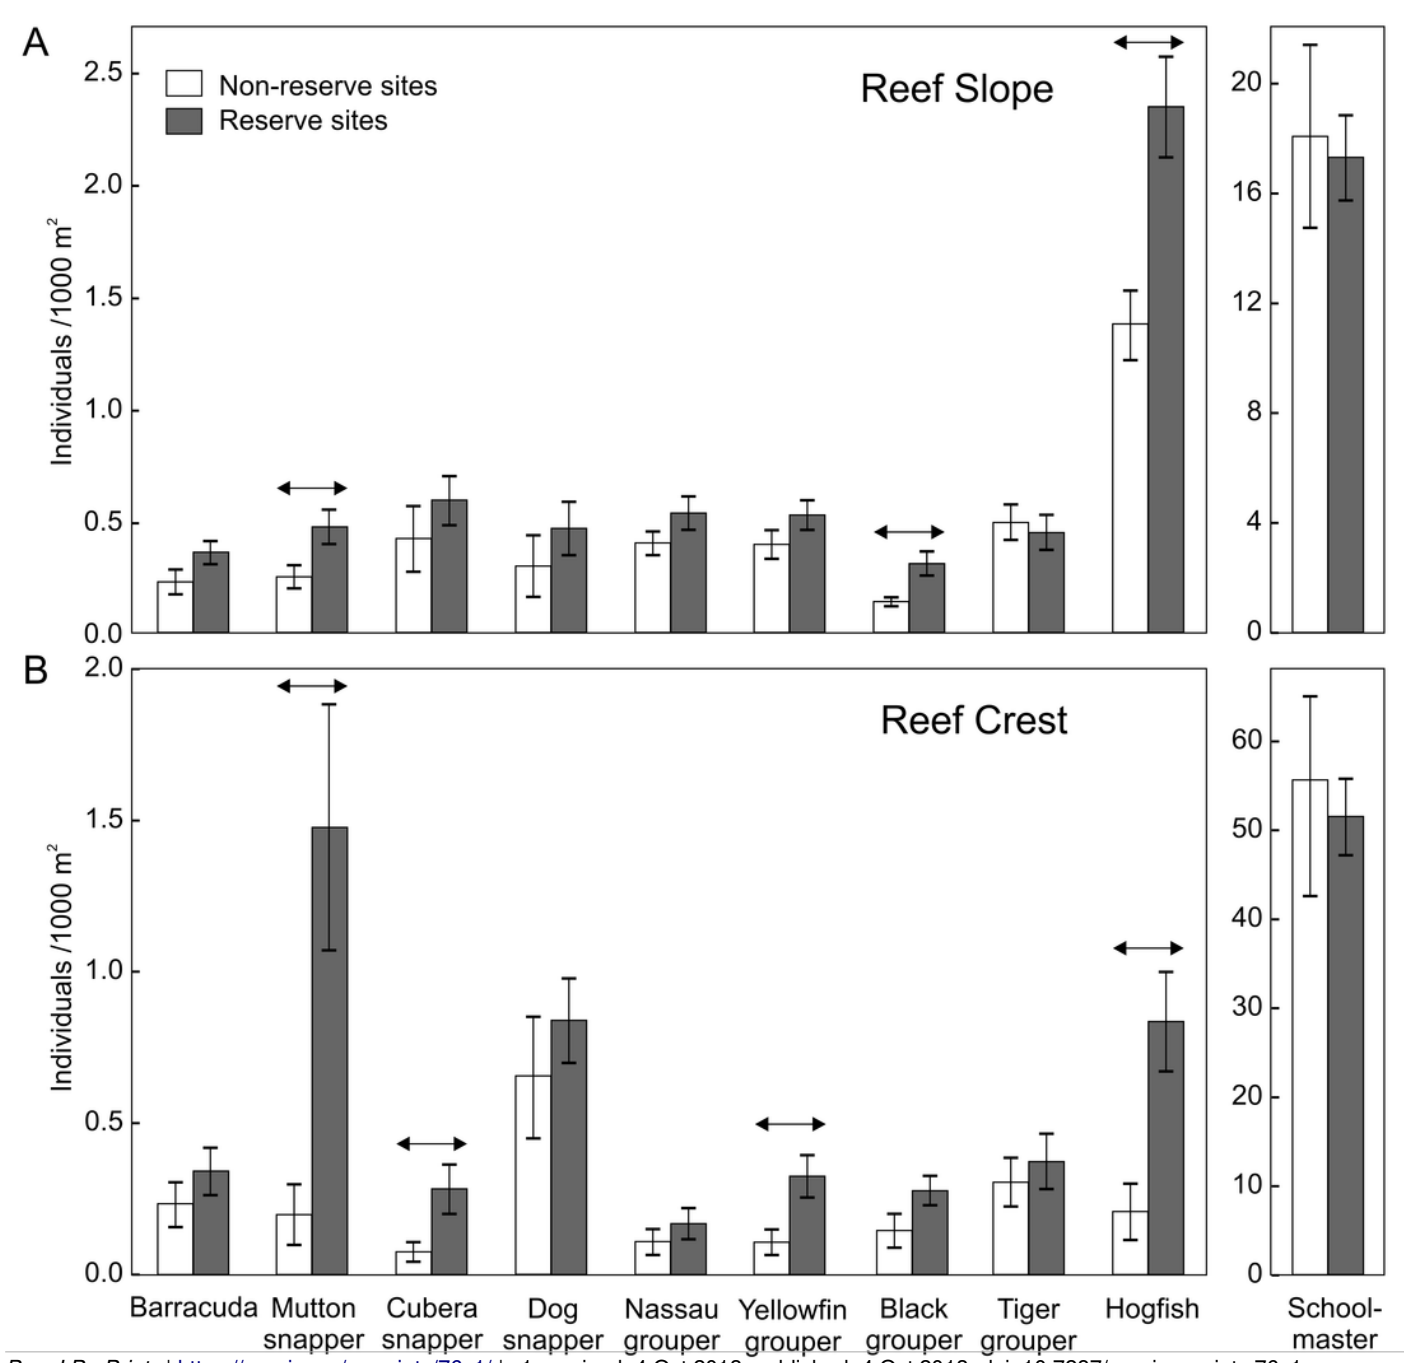 A
Reef Slope
Non-reserve sites
Reserve sites
Individuals /1000 m²
2.5
2.0
1.5
1.0
0.5
0.0
20
16
12
8
4
0
B
Reef Crest
Individuals /1000 m²
2.0
1.5
1.0
0.5
0.0
60
50
40
30
20
10
0
Barracuda
Mutton snapper
Cubera snapper
Dog snapper
Nassau grouper
Yellowfin grouper
Black grouper
Tiger grouper
Hogfish
School-
master